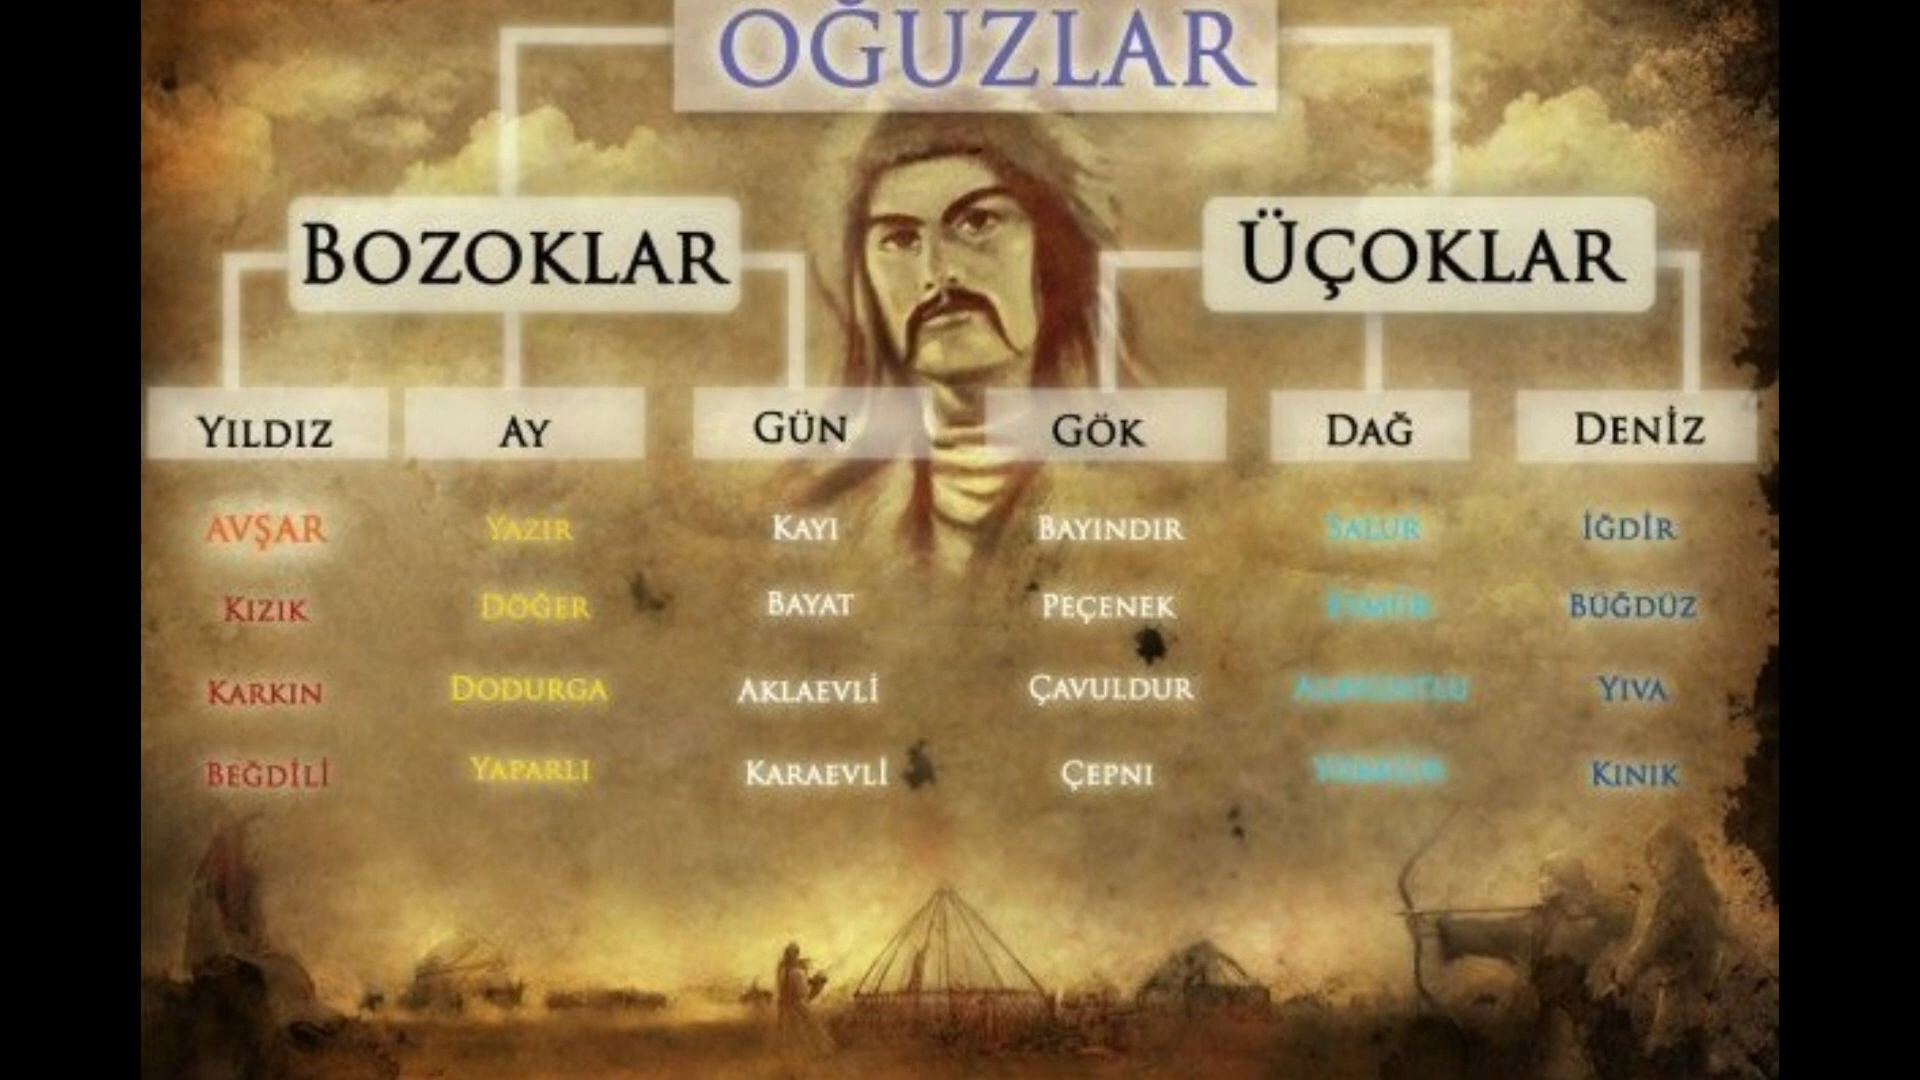 OĞUZLAR
BOZOKLAR ÜÇOKLAR
YILDIZ AY GÜN GÖK DAĞ DENİZ
AVŞAR YAZIR KAYI BAYINDIR SALUR İĞDİR
KIZIK DÖĞER BAYAT PEÇENEK BÜĞDÜZ
KARKIN DODURGA AKLAEVLİ ÇAVULDUR YIVA
BEĞDİLİ YAPARLI KARAEVLİ ÇEPNI KINIK